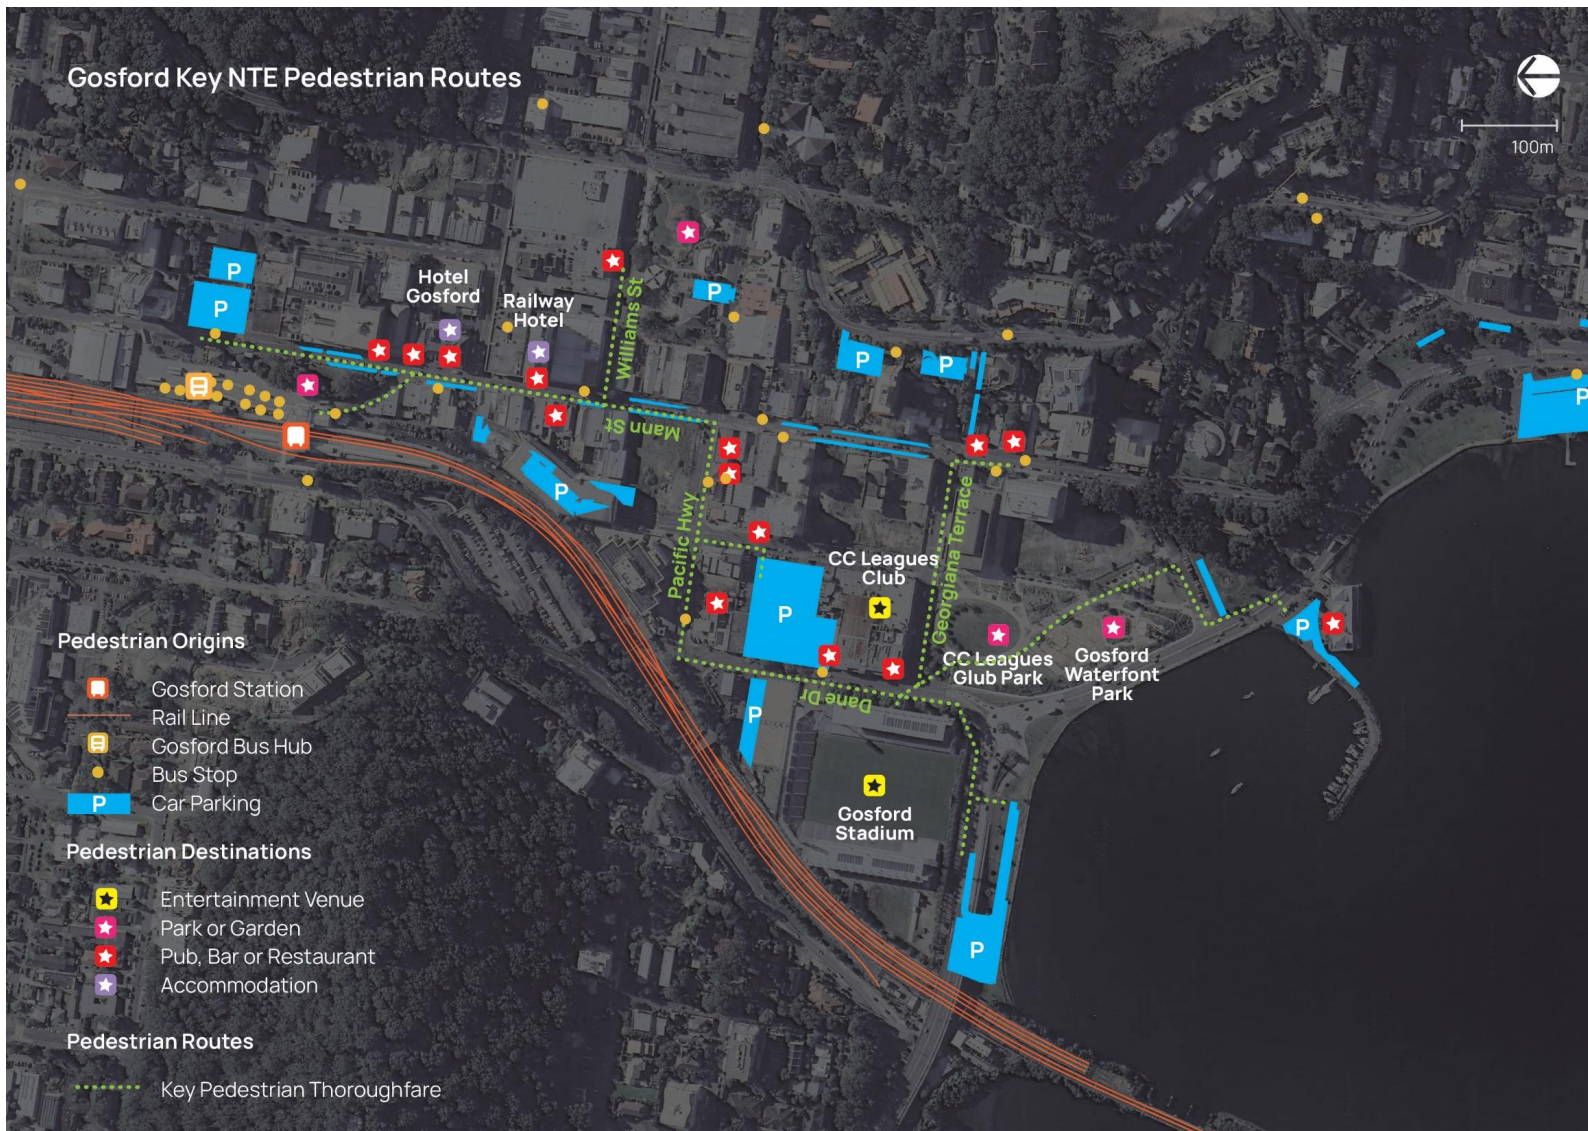 Gosford Key NTE Pedestrian Routes
100m
P
P
Hotel
Gosford
Railway
Hotel
Williams St
P
P
P
P
Mann St
P
Pacific Hwy
Georgiana Terrace
CC Leagues
Club
P
P
CC Leagues
Glub Park
Gosford
Waterfont
Park
Dane Dr
P
Gosford
Stadium
P
Pedestrian Origins
Gosford Station
Rail Line
Gosford Bus Hub
Bus Stop
P
Car Parking
Pedestrian Destinations
Entertainment Venue
Park or Garden
Pub, Bar or Restaurant
Accommodation
Pedestrian Routes
Key Pedestrian Thoroughfare